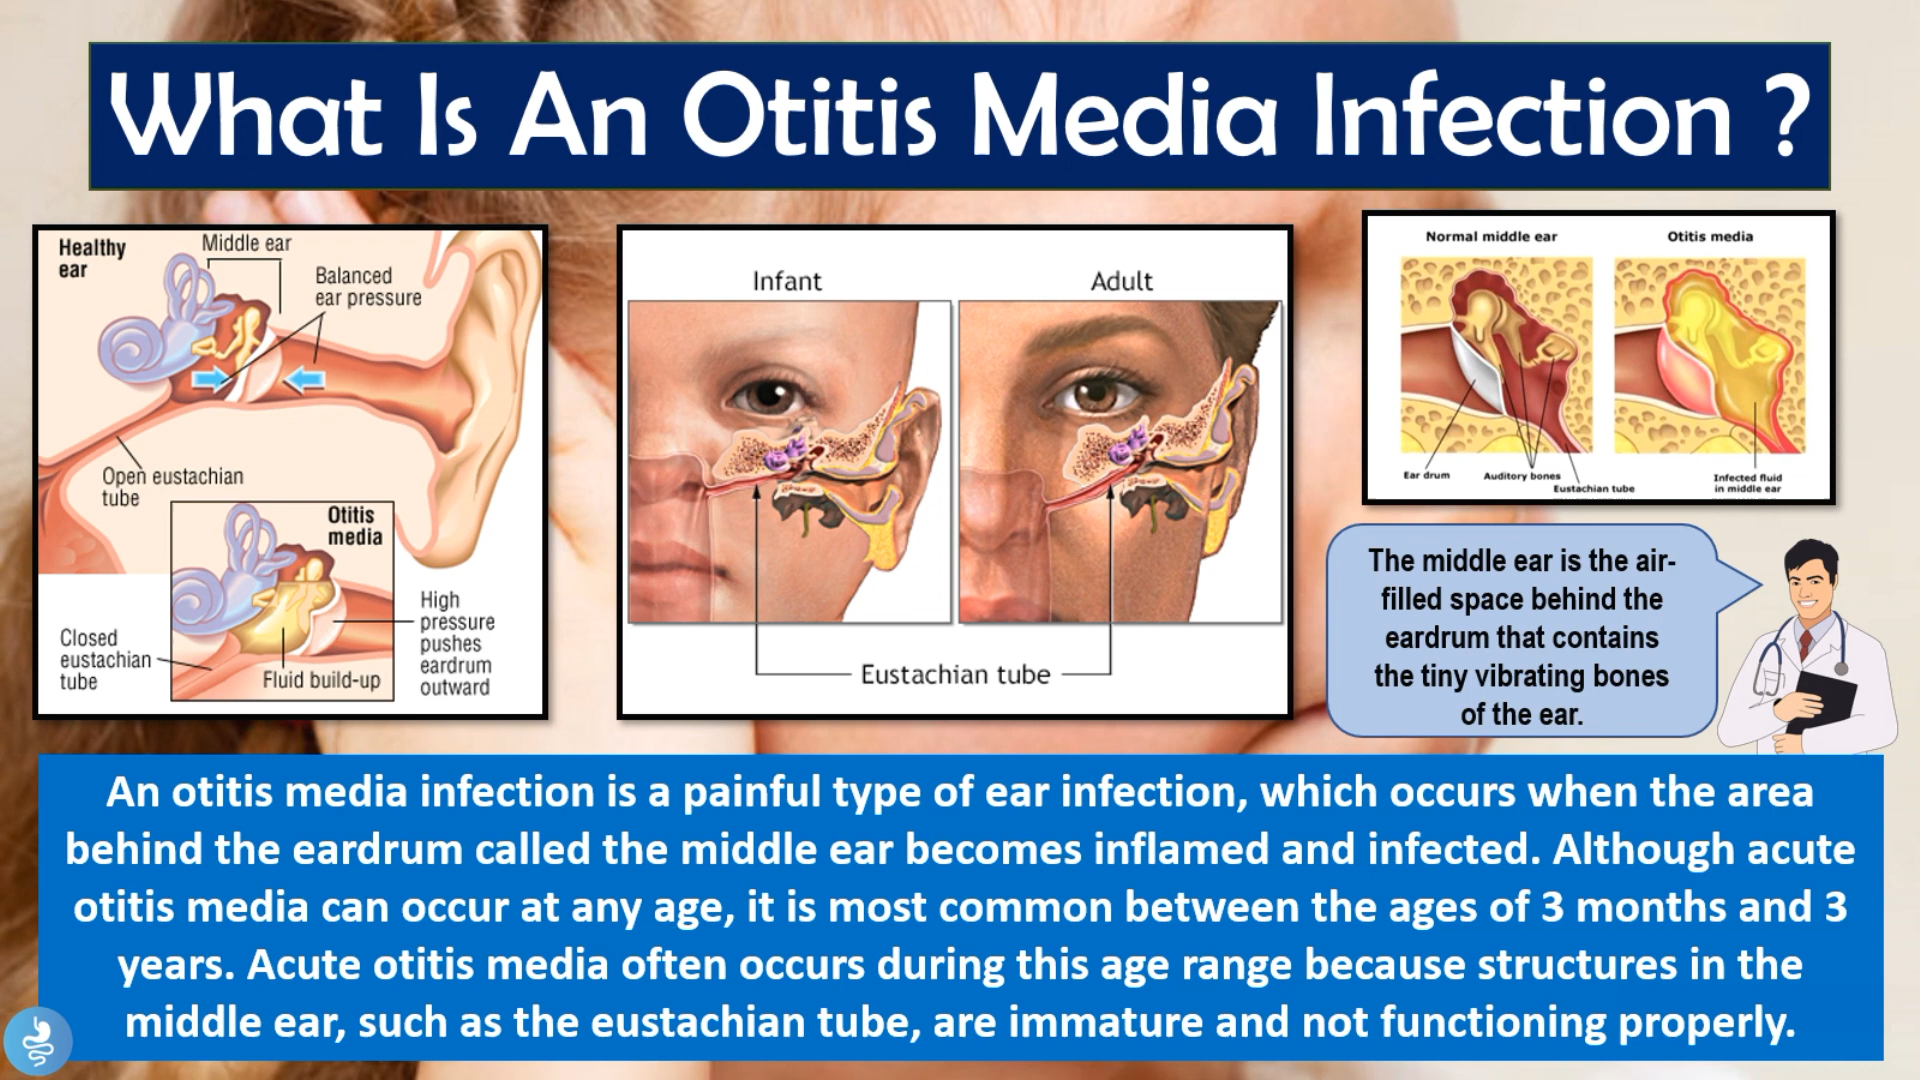 What Is An Otitis Media Infection ?
Healthy
ear
Middle ear
Balanced
ear pressure
Open eustachian
tube
Otitis
media
Closed
eustachian
tube
Fluid build-up
High
pressure
pushes
eardrum
outward
Infant
Adult
Eustachian tube
Normal middle ear
Otitis media
Ear drum
Auditory bones
Eustachian tube
Infected fluid
in middle ear
The middle ear is the air-
filled space behind the
eardrum that contains
the tiny vibrating bones
of the ear.
An otitis media infection is a painful type of ear infection, which occurs when the area
behind the eardrum called the middle ear becomes inflamed and infected. Although acute
otitis media can occur at any age, it is most common between the ages of 3 months and 3
years. Acute otitis media often occurs during this age range because structures in the
middle ear, such as the eustachian tube, are immature and not functioning properly.